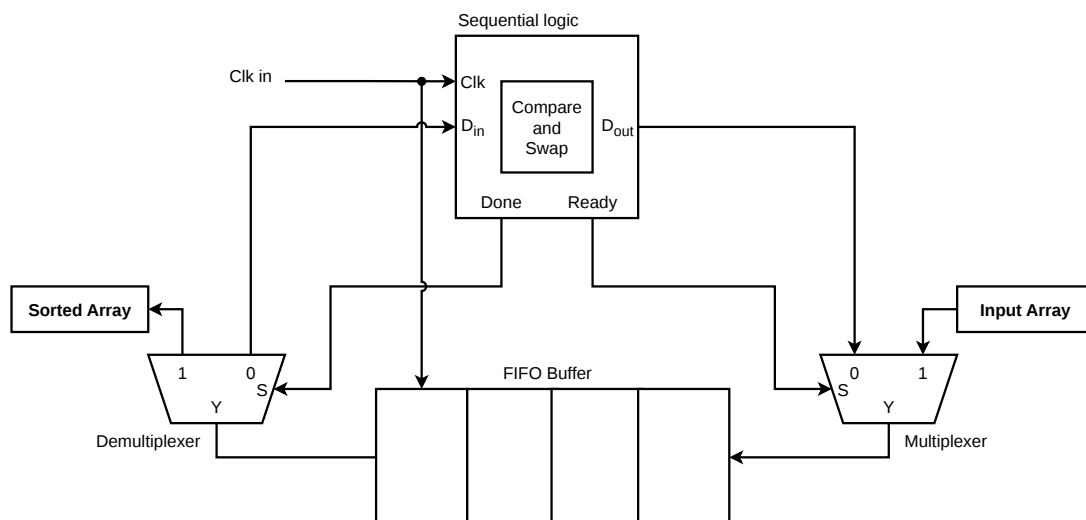 Sequential logic
Clk in
Clk
Compare
and
Swap
Din
Dout
Done
Ready
Sorted Array
Input Array
1
0
S
Y
Demultiplexer
FIFO Buffer
0
1
S
Y
Multiplexer